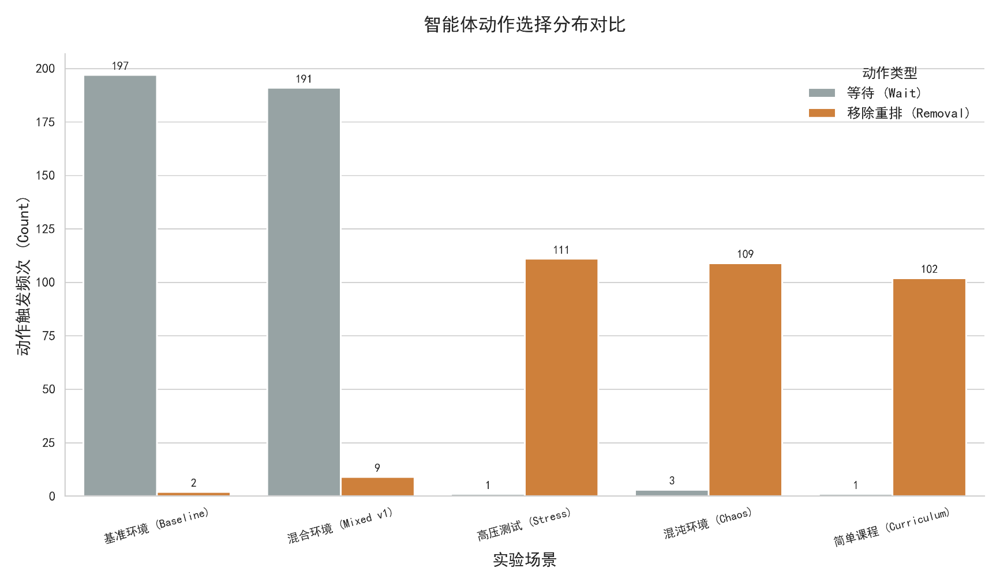 智能体动作选择分布对比
动作触发频次 (Count)
200
175
150
125
100
75
50
25
0
197
2
191
9
1
111
3
109
1
102
动作类型
等待 (Wait)
移除重排 (Removal)
基准环境 (Baseline)
混合环境 (Mixed v1)
高压测试 (Stress)
混沌环境 (Chaos)
简单课程 (Curriculum)
实验场景